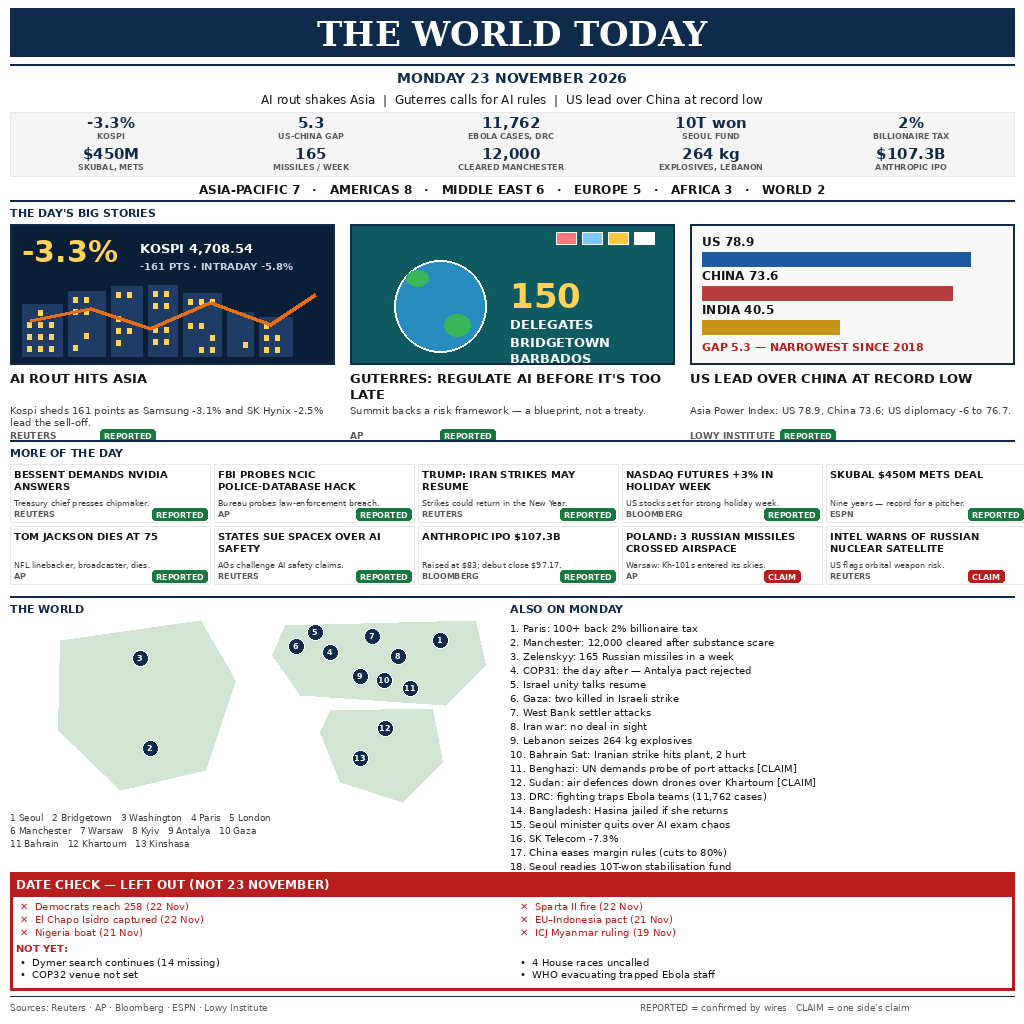 THE WORLD TODAY
MONDAY 23 NOVEMBER 2026
AI rout shakes Asia | Guterres calls for AI rules | US lead over China at record low
-3.3% 5.3 11,762 10T won 2%
KOSPI US-CHINA GAP EBOLA CASES, DRC SEOUL FUND BILLIONAIRE TAX
$450M 165 12,000 264 kg $107.3B
SKUBAL, METS MISSILES / WEEK CLEARED MANCHESTER EXPLOSIVES, LEBANON ANTHROPIC IPO
ASIA-PACIFIC 7 · AMERICAS 8 · MIDDLE EAST 6 · EUROPE 5 · AFRICA 3 · WORLD 2
THE DAY'S BIG STORIES
-3.3%
KOSPI 4,708.54
-161 PTS · INTRADAY -5.8%
AI ROUT HITS ASIA
Kospi sheds 161 points as Samsung -3.1% and SK Hynix -2.5%
lead the sell-off.
REUTERS REPORTED
150
DELEGATES
BRIDGETOWN
BARBADOS
GUTERRES: REGULATE AI BEFORE IT'S TOO
LATE
Summit backs a risk framework — a blueprint, not a treaty.
AP REPORTED
US 78.9
CHINA 73.6
INDIA 40.5
GAP 5.3 — NARROWEST SINCE 2018
US LEAD OVER CHINA AT RECORD LOW
Asia Power Index: US 78.9, China 73.6; US diplomacy -6 to 76.7.
LOWY INSTITUTE REPORTED
MORE OF THE DAY
BESSENT DEMANDS NVIDIA
ANSWERS
Treasury chief presses chipmaker.
REUTERS REPORTED
FBI PROBES NCIC
POLICE-DATABASE HACK
Bureau probes law-enforcement breach.
AP REPORTED
TRUMP: IRAN STRIKES MAY
RESUME
Strikes could return in the New Year.
REUTERS REPORTED
NASDAQ FUTURES +3% IN
HOLIDAY WEEK
US stocks set for strong holiday week.
BLOOMBERG REPORTED
SKUBAL $450M METS DEAL
Nine years — record for a pitcher.
ESPN REPORTED
TOM JACKSON DIES AT 75
NFL linebacker, broadcaster, dies.
AP REPORTED
STATES SUE SPACEX OVER AI
SAFETY
AGs challenge AI safety claims.
REUTERS REPORTED
ANTHROPIC IPO $107.3B
Raised at $83; debut close $97.17.
BLOOMBERG REPORTED
POLAND: 3 RUSSIAN MISSILES
CROSSED AIRSPACE
Warsaw: Kh-101s entered its skies.
AP CLAIM
INTEL WARNS OF RUSSIAN
NUCLEAR SATELLITE
US flags orbital weapon risk.
REUTERS CLAIM
THE WORLD
5
7
1
6
4
8
3
9
10
11
12
2
13
1 Seoul 2 Bridgetown 3 Washington 4 Paris 5 London
6 Manchester 7 Warsaw 8 Kyiv 9 Antalya 10 Gaza
11 Bahrain 12 Khartoum 13 Kinshasa
ALSO ON MONDAY
1. Paris: 100+ back 2% billionaire tax
2. Manchester: 12,000 cleared after substance scare
3. Zelenskyy: 165 Russian missiles in a week
4. COP31: the day after — Antalya pact rejected
5. Israel unity talks resume
6. Gaza: two killed in Israeli strike
7. West Bank settler attacks
8. Iran war: no deal in sight
9. Lebanon seizes 264 kg explosives
10. Bahrain Sat: Iranian strike hits plant, 2 hurt
11. Benghazi: UN demands probe of port attacks [CLAIM]
12. Sudan: air defences down drones over Khartoum [CLAIM]
13. DRC: fighting traps Ebola teams (11,762 cases)
14. Bangladesh: Hasina jailed if she returns
15. Seoul minister quits over AI exam chaos
16. SK Telecom -7.3%
17. China eases margin rules (cuts to 80%)
18. Seoul readies 10T-won stabilisation fund
DATE CHECK — LEFT OUT (NOT 23 NOVEMBER)
✕ Democrats reach 258 (22 Nov)
✕ El Chapo Isidro captured (22 Nov)
✕ Nigeria boat (21 Nov)
✕ Sparta II fire (22 Nov)
✕ EU–Indonesia pact (21 Nov)
✕ ICJ Myanmar ruling (19 Nov)
NOT YET:
• Dymer search continues (14 missing)
• COP32 venue not set
• 4 House races uncalled
• WHO evacuating trapped Ebola staff
Sources: Reuters · AP · Bloomberg · ESPN · Lowy Institute
REPORTED = confirmed by wires CLAIM = one side's claim